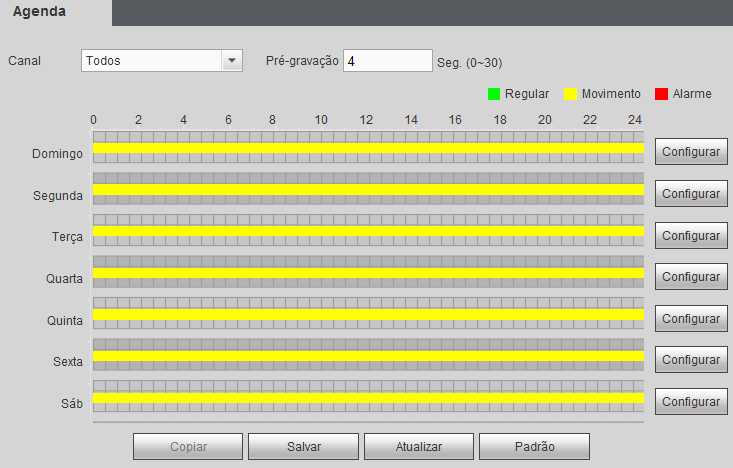 Agenda
Canal Todos Pré-gravação 4 Seg. (0~30)
Regular Movimento Alarme
0 2 4 6 8 10 12 14 16 18 20 22 24
Domingo Configurar
Segunda Configurar
Terça Configurar
Quarta Configurar
Quinta Configurar
Sexta Configurar
Sáb Configurar
Copiar Salvar Atualizar Padrão